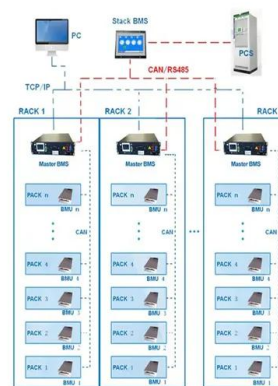 PC
Stack BMS
PCS
CAN/RS485
TCP/IP
RACK 1
RACK 2
RACK
Master BMS
Master BMS
Master BMS
PACK n
PACK n
PACK n
BMU n
BMU n
BMU n
CAN
CAN
CAN
PACK 4
PACK 4
PACK 4
BMU 4
BMU 4
BMU 4
PACK 3
PACK 3
PACK 3
BMU 3
BMU 3
BMU 3
PACK 2
PACK 2
PACK 2
BMU 2
BMU 2
BMU 2
PACK 1
PACK 1
PACK 1
BMU 1
BMU 1
BMU 1